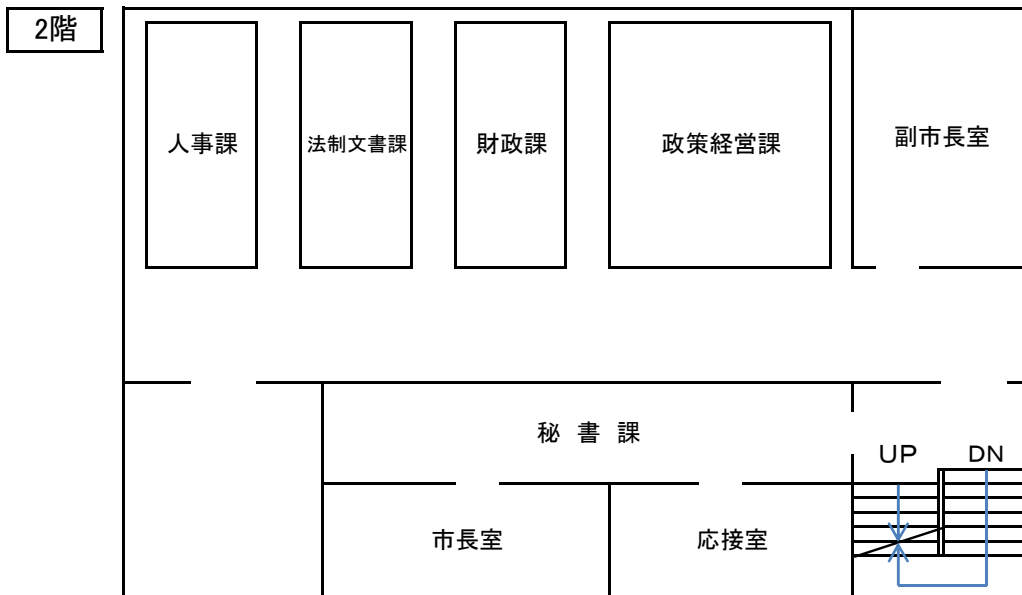 2階
人事課
法制文書課
財政課
政策経営課
副市長室
秘書課
UP
DN
市長室
応接室